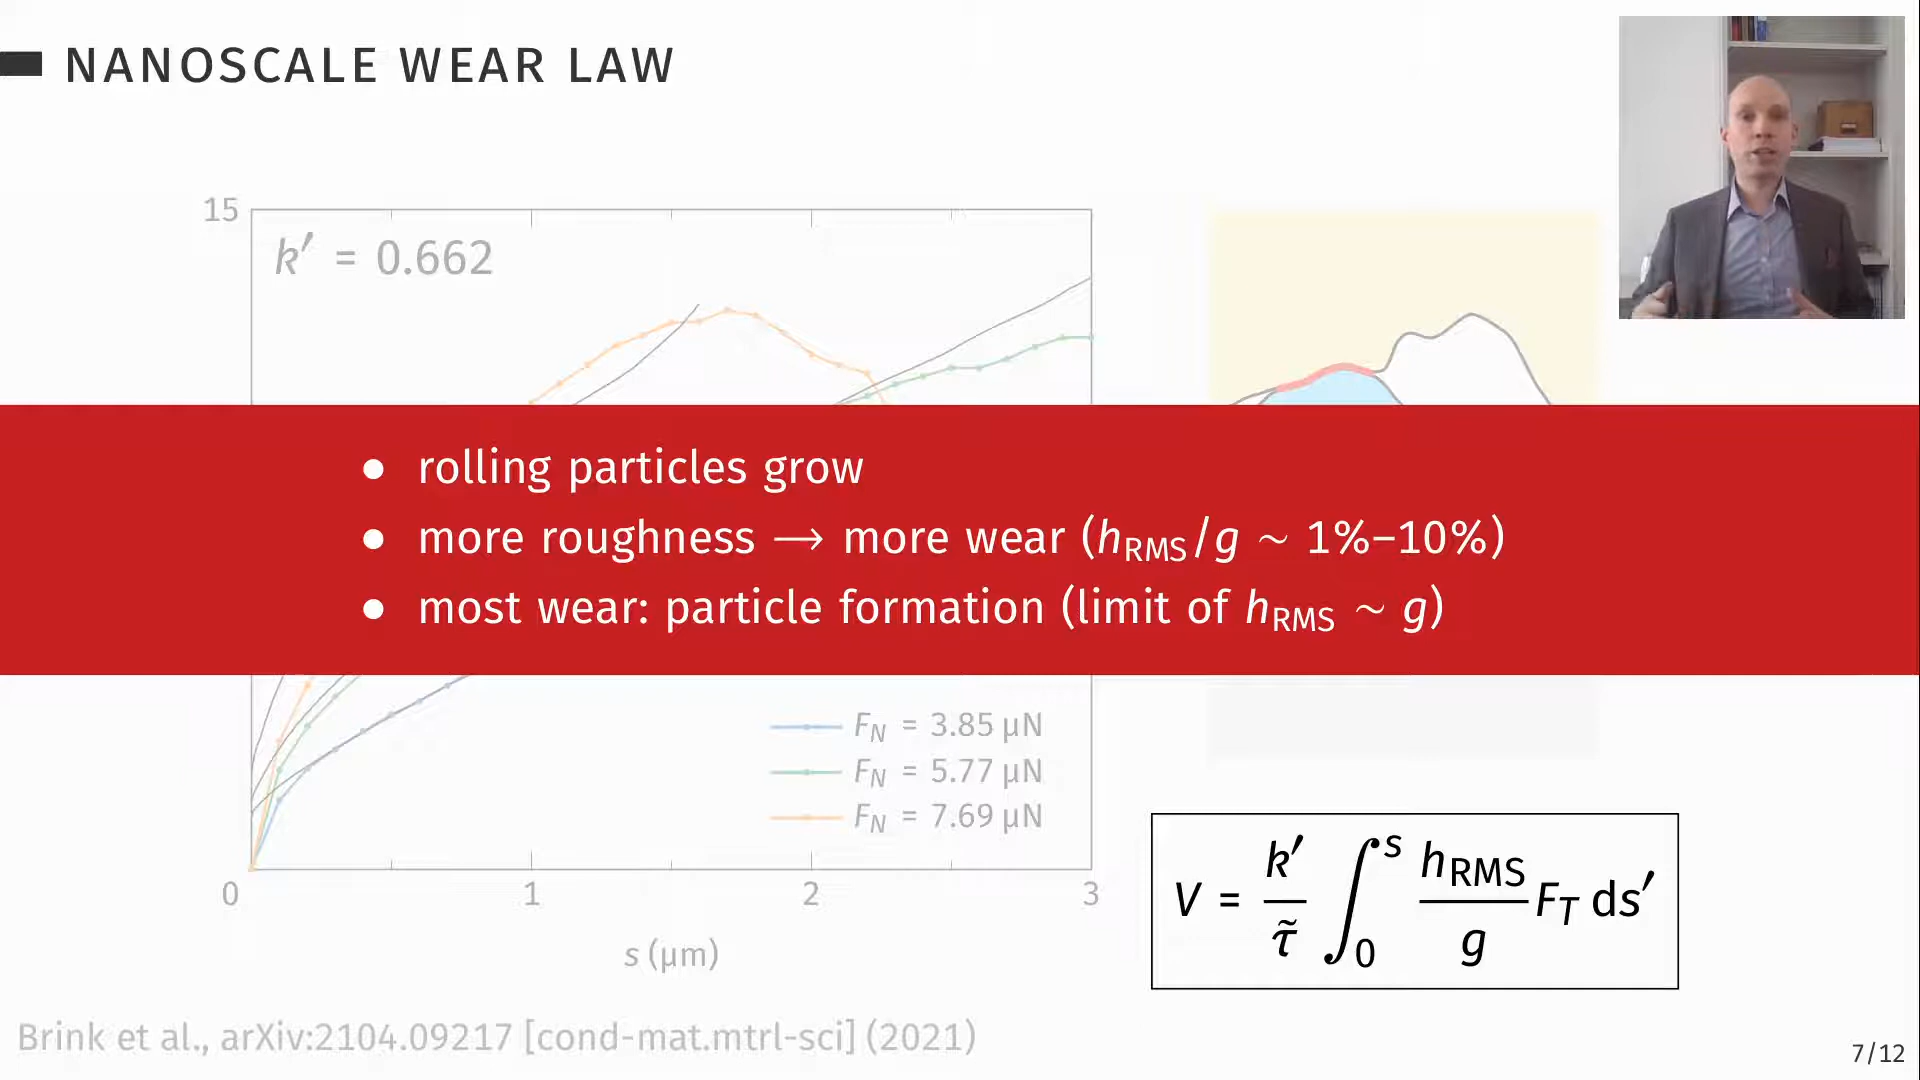 NANOSCALE WEAR LAW
15
k′ = 0.662
● rolling particles grow
● more roughness ⟶ more wear (hRMS/g ∼ 1%–10%)
● most wear: particle formation (limit of hRMS ∼ g)
FN = 3.85 µN
FN = 5.77 µN
FN = 7.69 µN
0 1 2 3
s (µm)
V = k′/τ̃ ∫₀ˢ hRMS/g FT ds′
Brink et al., arXiv:2104.09217 [cond-mat.mtrl-sci] (2021)
7/12